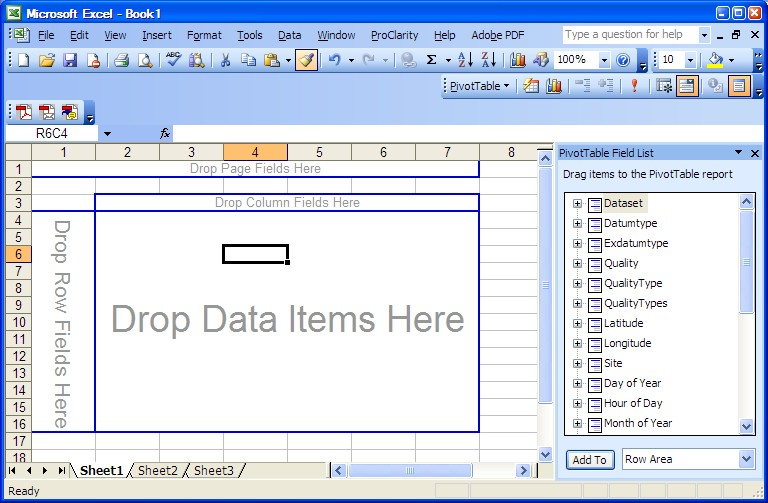 Microsoft Excel - Book1
File Edit View Insert Format Tools Data Window ProClarity Help Adobe PDF Type a question for help
ABC Σ A Z Z A 100% 10
PivotTable
R6C4 fx
1 2 3 4 5 6 7 8
1 Drop Page Fields Here
2
3 Drop Column Fields Here
4
5
6
7
8
9
10
11
12
13
14
15
16
17
18
Drop Row Fields Here
Drop Data Items Here
PivotTable Field List
Drag items to the PivotTable report
Dataset
Datumtype
Exdatumtype
Quality
QualityType
QualityTypes
Latitude
Longitude
Site
Day of Year
Hour of Day
Month of Year
Add To Row Area
Sheet1 Sheet2 Sheet3
Ready